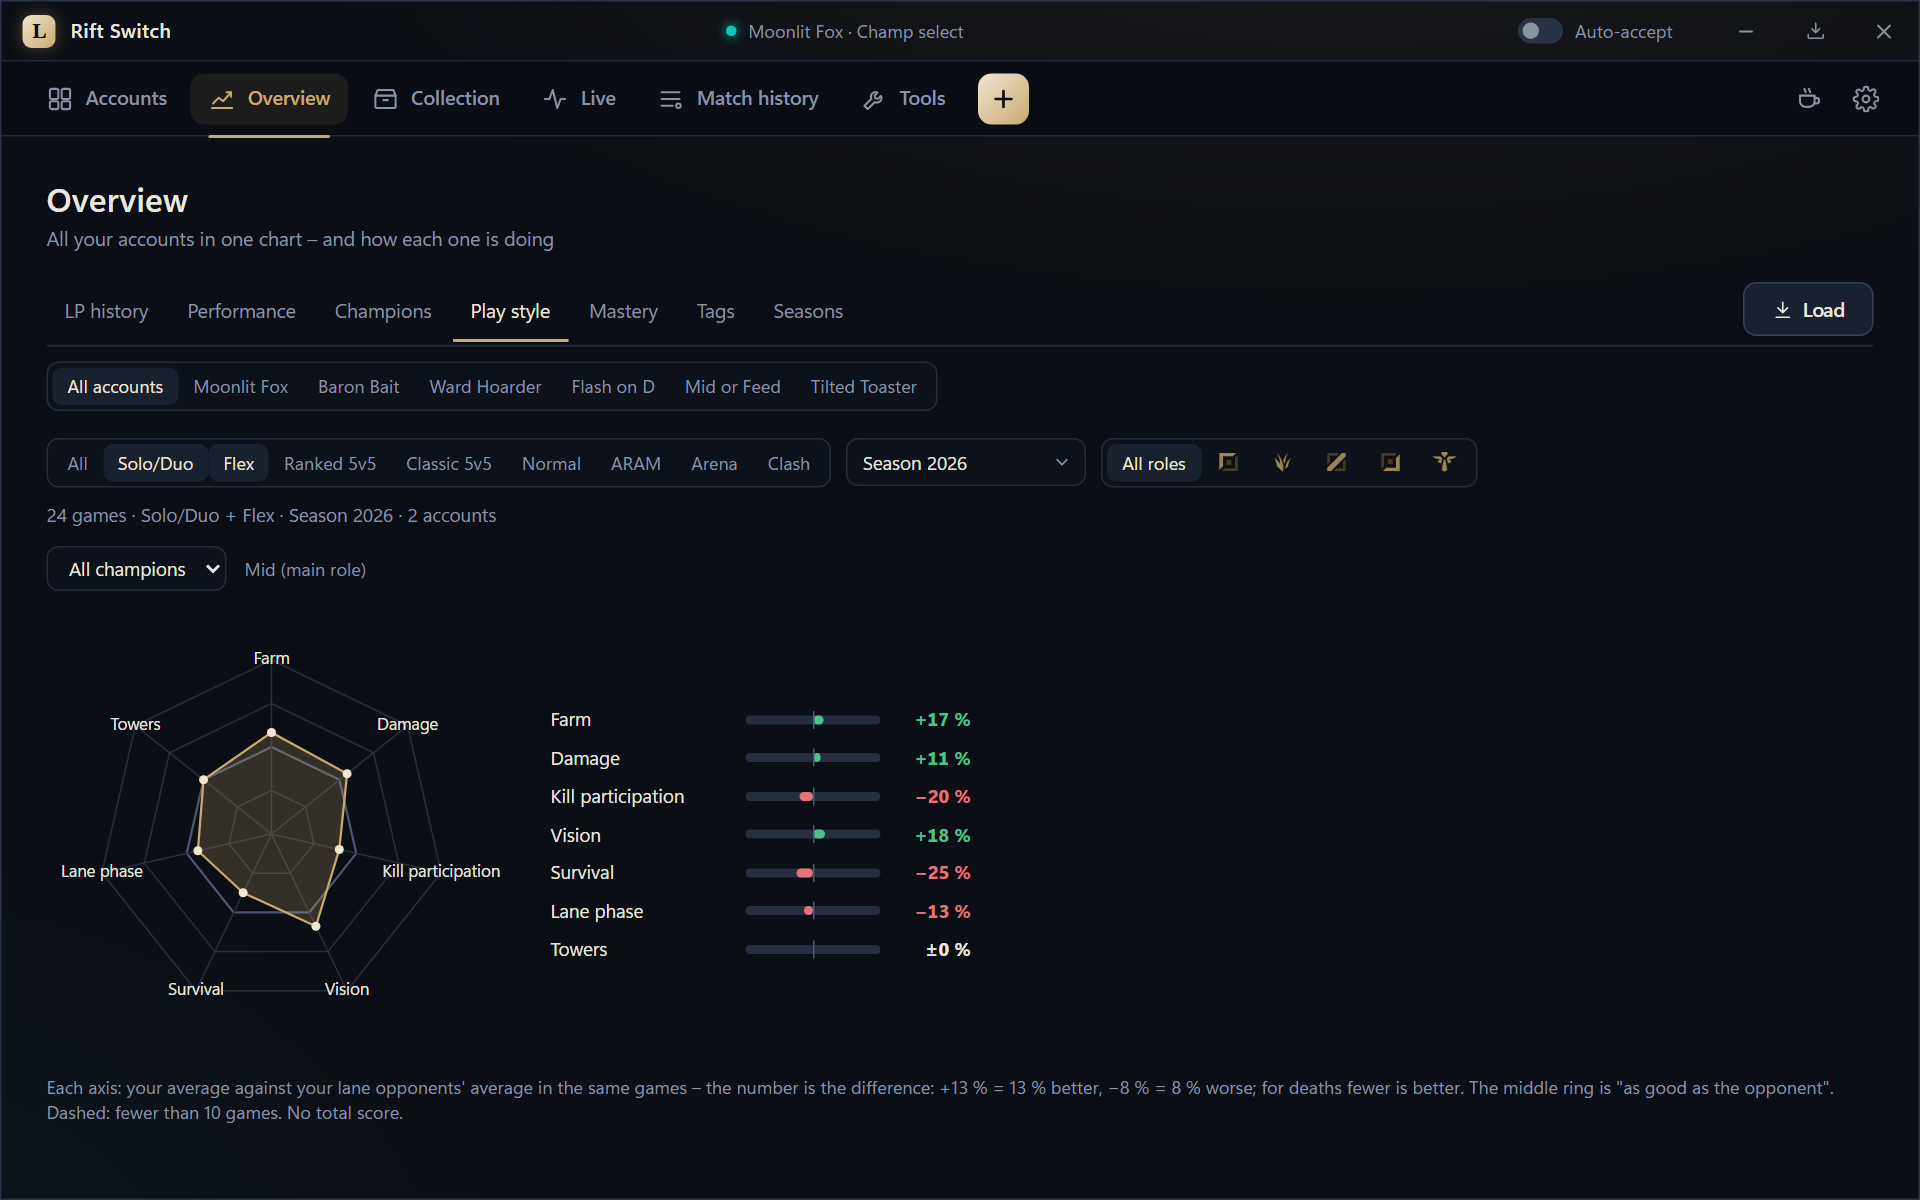 L Rift Switch
Moonlit Fox · Champ select
Auto-accept
Accounts
Overview
Collection
Live
Match history
Tools
Overview
All your accounts in one chart – and how each one is doing
LP history
Performance
Champions
Play style
Mastery
Tags
Seasons
Load
All accounts
Moonlit Fox
Baron Bait
Ward Hoarder
Flash on D
Mid or Feed
Tilted Toaster
All
Solo/Duo
Flex
Ranked 5v5
Classic 5v5
Normal
ARAM
Arena
Clash
Season 2026
All roles
24 games · Solo/Duo + Flex · Season 2026 · 2 accounts
All champions
Mid (main role)
Farm
Damage
Kill participation
Vision
Survival
Lane phase
Towers
Farm +17 %
Damage +11 %
Kill participation −20 %
Vision +18 %
Survival −25 %
Lane phase −13 %
Towers ±0 %
Each axis: your average against your lane opponents' average in the same games – the number is the difference: +13 % = 13 % better, −8 % = 8 % worse; for deaths fewer is better. The middle ring is "as good as the opponent".
Dashed: fewer than 10 games. No total score.